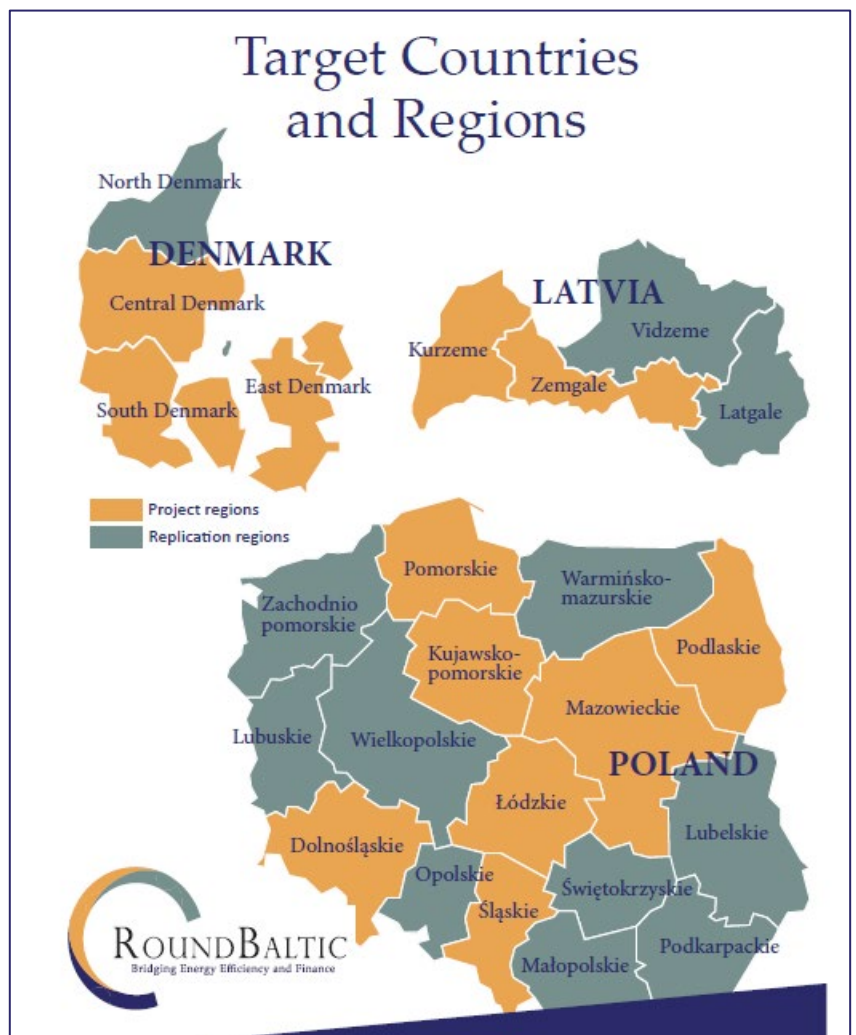 Target Countries
and Regions
North Denmark
DENMARK
Central Denmark
South Denmark
East Denmark
LATVIA
Kurzeme
Vidzeme
Zemgale
Latgale
Project regions
Replication regions
Pomorskie
Warmińsko-
mazurskie
Zachodnio
pomorskie
Kujawsko-
pomorskie
Podlaskie
Mazowieckie
Lubuskie
Wielkopolskie
POLAND
Łódzkie
Lubelskie
Dolnośląskie
Opolskie
Śląskie
Świętokrzyskie
Małopolskie
Podkarpackie
ROUNDBALTIC
Bridging Energy Efficiency and Finance